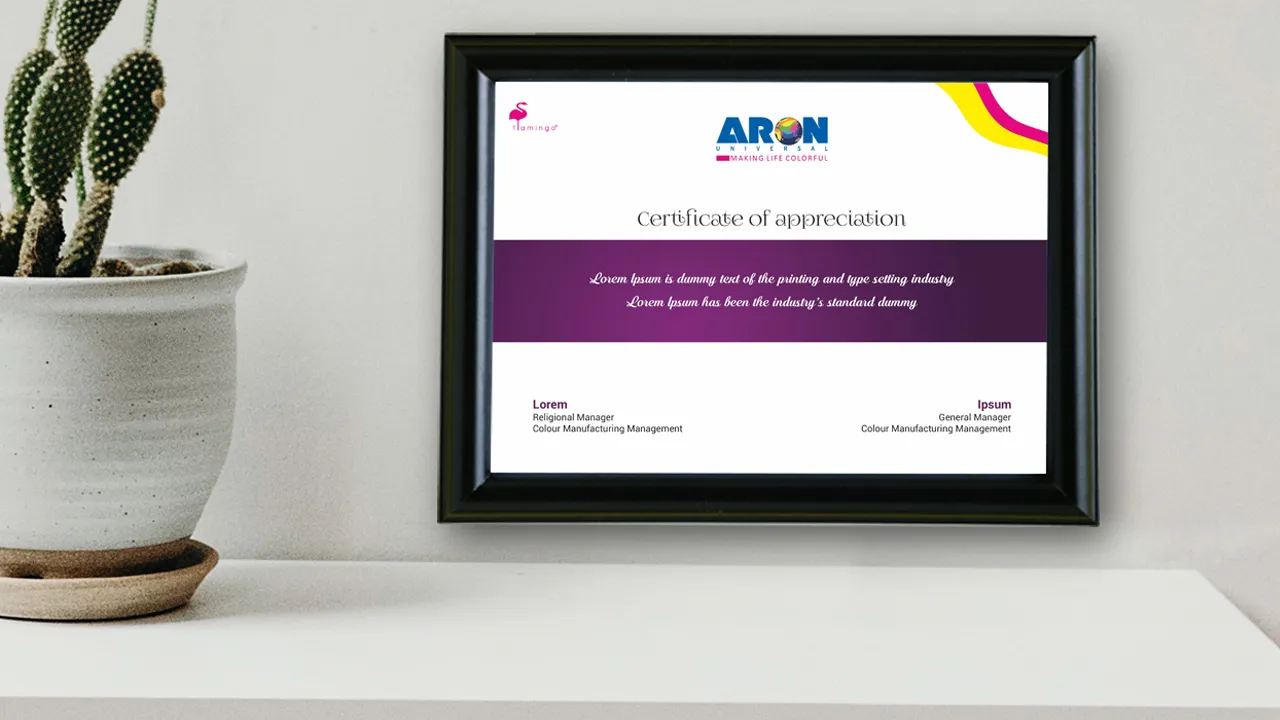 flamingo
ARON
UNIVERSAL
MAKING LIFE COLORFUL
Certificate of appreciation
Lorem Ipsum is dummy text of the printing and type setting industry
Lorem Ipsum has been the industry's standard dummy
Lorem
Religional Manager
Colour Manufacturing Management
Ipsum
General Manager
Colour Manufacturing Management